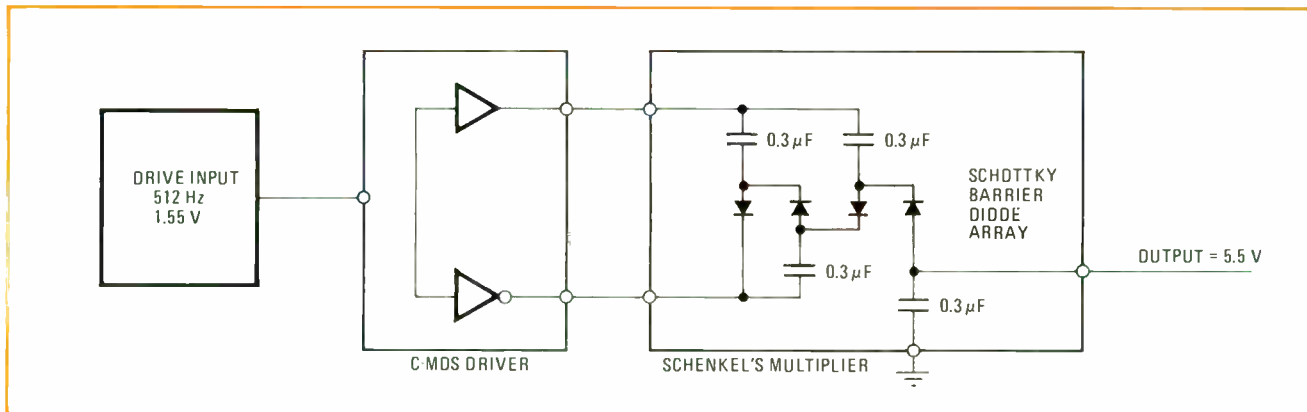 DRIVE INPUT
512 Hz
1.55 V
C-MOS DRIVER
0.3 µF
0.3 µF
0.3 µF
0.3 µF
SCHOTTKY
BARRIER
DIODE
ARRAY
SCHENKEL'S MULTIPLIER
OUTPUT = 5.5 V